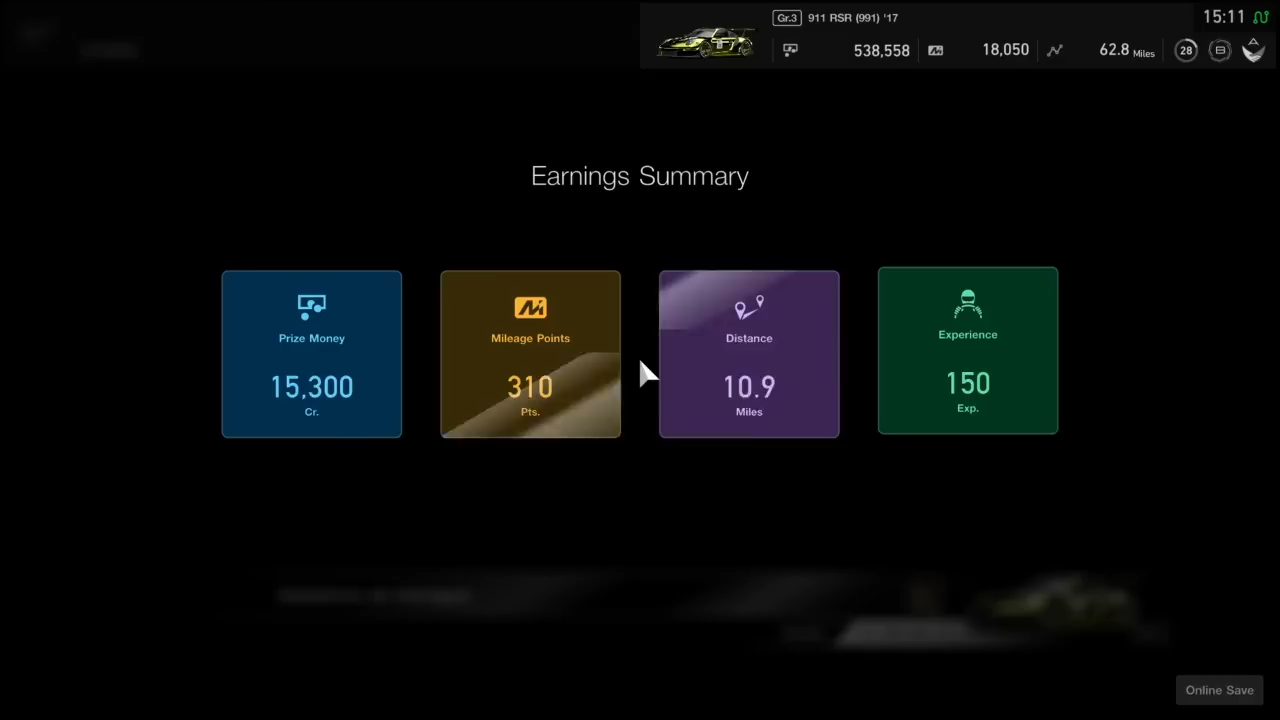 Gr.3 911 RSR (991) '17
15:11
538,558 18,050 62.8 Miles 28 B A
Earnings Summary
Prize Money
15,300
Cr.
Mileage Points
310
Pts.
Distance
10.9
Miles
Experience
150
Exp.
Online Save